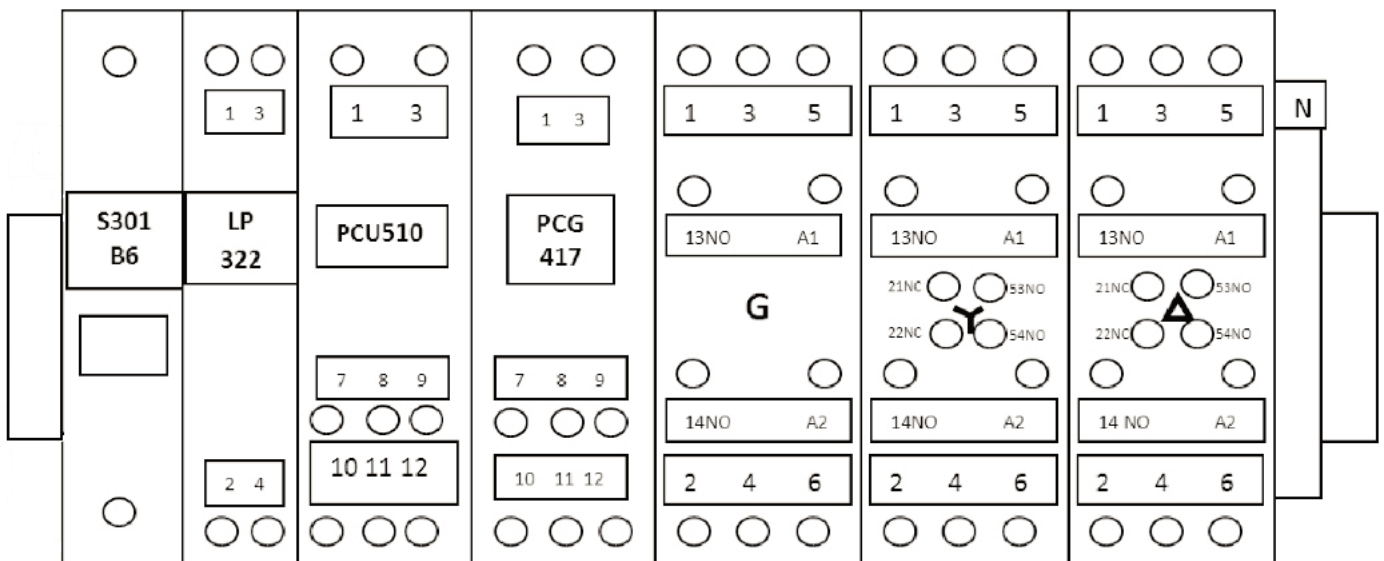 1 3
1 3
1 3
1 3 5
1 3 5
1 3 5
N
S301
B6
LP
322
PCU510
PCG
417
13NO A1
13NO A1
13NO A1
G
21NC 53NO
22NC 54NO
21NC 53NO
22NC 54NO
7 8 9
7 8 9
14NO A2
14NO A2
14 NO A2
2 4
10 11 12
10 11 12
2 4 6
2 4 6
2 4 6